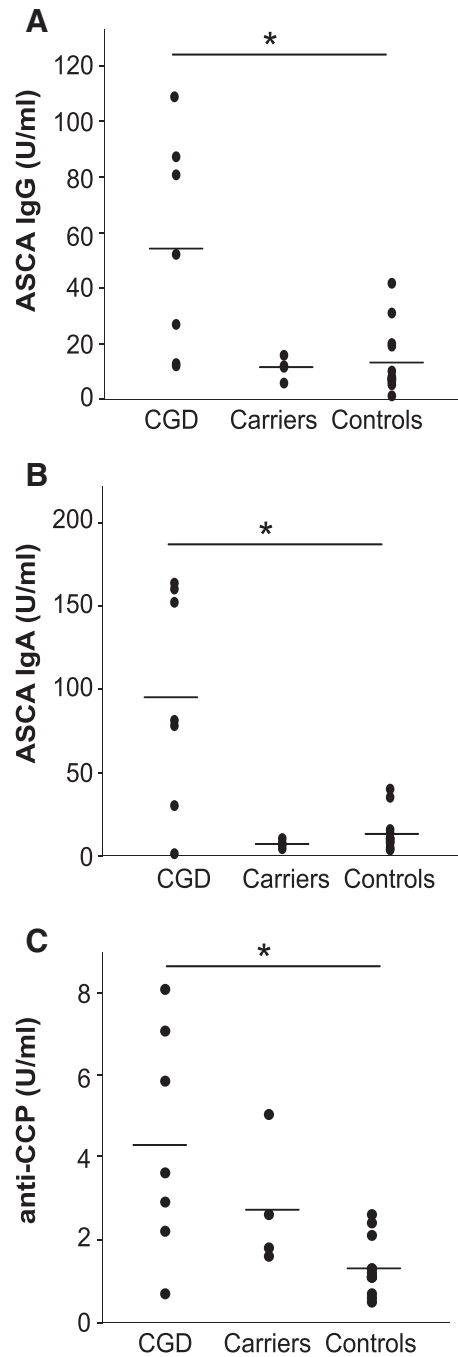 A
*
ASCA IgG (U/ml)
120
100
80
60
40
20
0
CGD Carriers Controls
B
*
ASCA IgA (U/ml)
200
150
100
50
0
CGD Carriers Controls
C
*
anti-CCP (U/ml)
8
6
4
2
0
CGD Carriers Controls